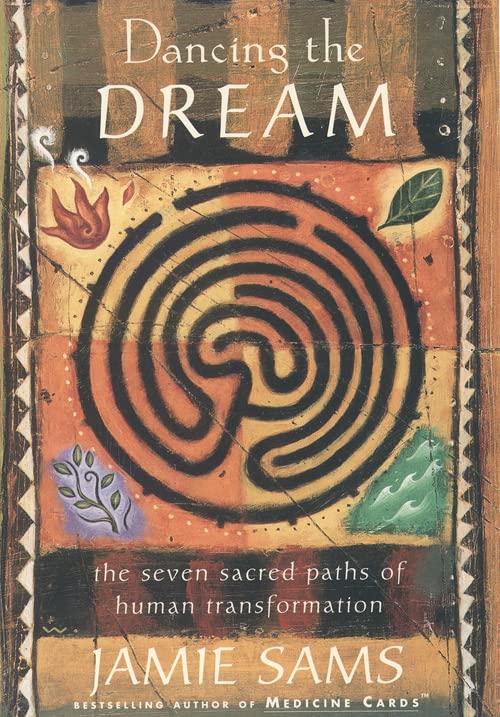 Dancing the
DREAM
the seven sacred paths of
human transformation
JAMIE SAMS
BESTSELLING AUTHOR OF MEDICINE CARDS™